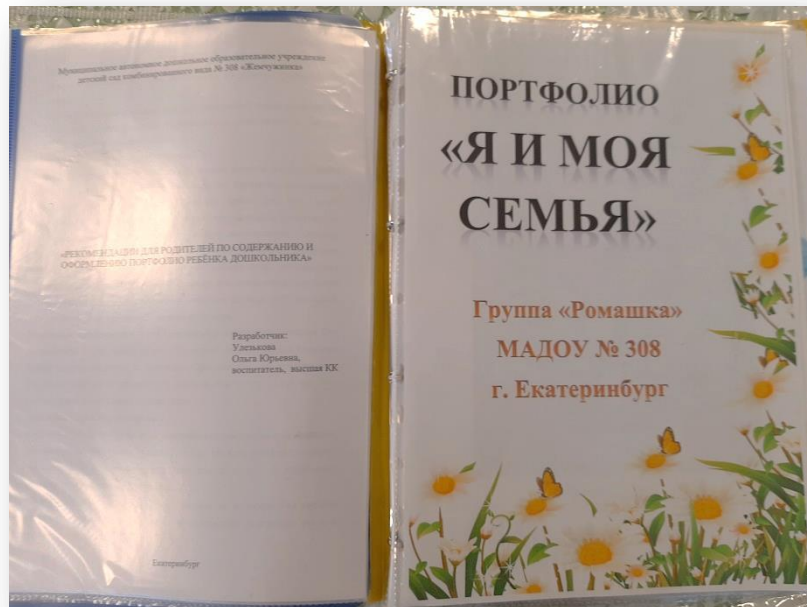 Муниципальное автономное дошкольное образовательное учреждение
детский сад комбинированного вида № 308 «Жемчужинка»
«РЕКОМЕНДАЦИИ ДЛЯ РОДИТЕЛЕЙ ПО СОДЕРЖАНИЮ И
ОФОРМЛЕНИЮ ПОРТФОЛИО РЕБЁНКА ДОШКОЛЬНИКА»
Разработчик:
Улезькова
Ольга Юрьевна,
воспитатель, высшая КК
Екатеринбург
ПОРТФОЛИО
«Я И МОЯ
СЕМЬЯ»
Группа «Ромашка»
МАДОУ № 308
г. Екатеринбург